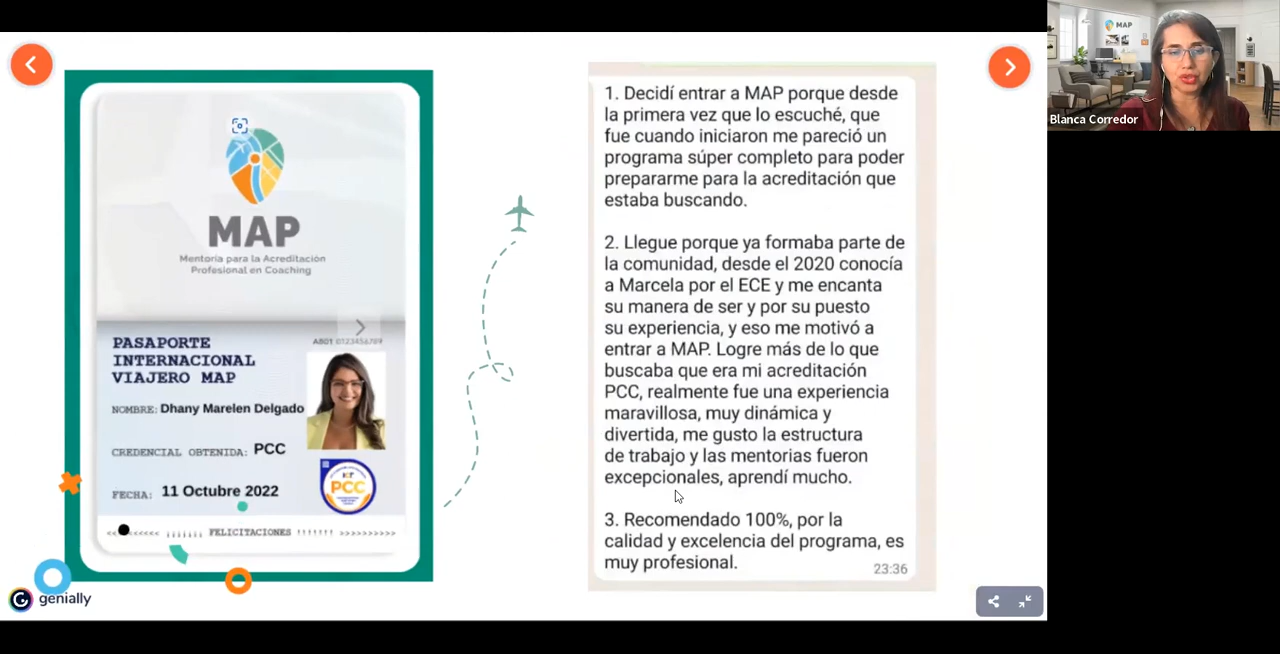 MAP
Mentoría para la Acreditación
Profesional en Coaching
PASAPORTE
INTERNACIONAL
VIAJERO MAP
A801 0123456789
NOMBRE: Dhany Marelen Delgado
CREDENCIAL OBTENIDA: PCC
PCC
FECHA: 11 Octubre 2022
FELICITACIONES
genially
1. Decidí entrar a MAP porque desde
la primera vez que lo escuché, que
fue cuando iniciaron me pareció un
programa súper completo para poder
prepararme para la acreditación que
estaba buscando.
2. Llegue porque ya formaba parte de
la comunidad, desde el 2020 conocía
a Marcela por el ECE y me encanta
su manera de ser y por su puesto
su experiencia, y eso me motivó a
entrar a MAP. Logre más de lo que
buscaba que era mi acreditación
PCC, realmente fue una experiencia
maravillosa, muy dinámica y
divertida, me gusto la estructura
de trabajo y las mentorias fueron
excepcionales, aprendí mucho.
3. Recomendado 100%, por la
calidad y excelencia del programa, es
muy profesional.
23:36
MAP
Blanca Corredor